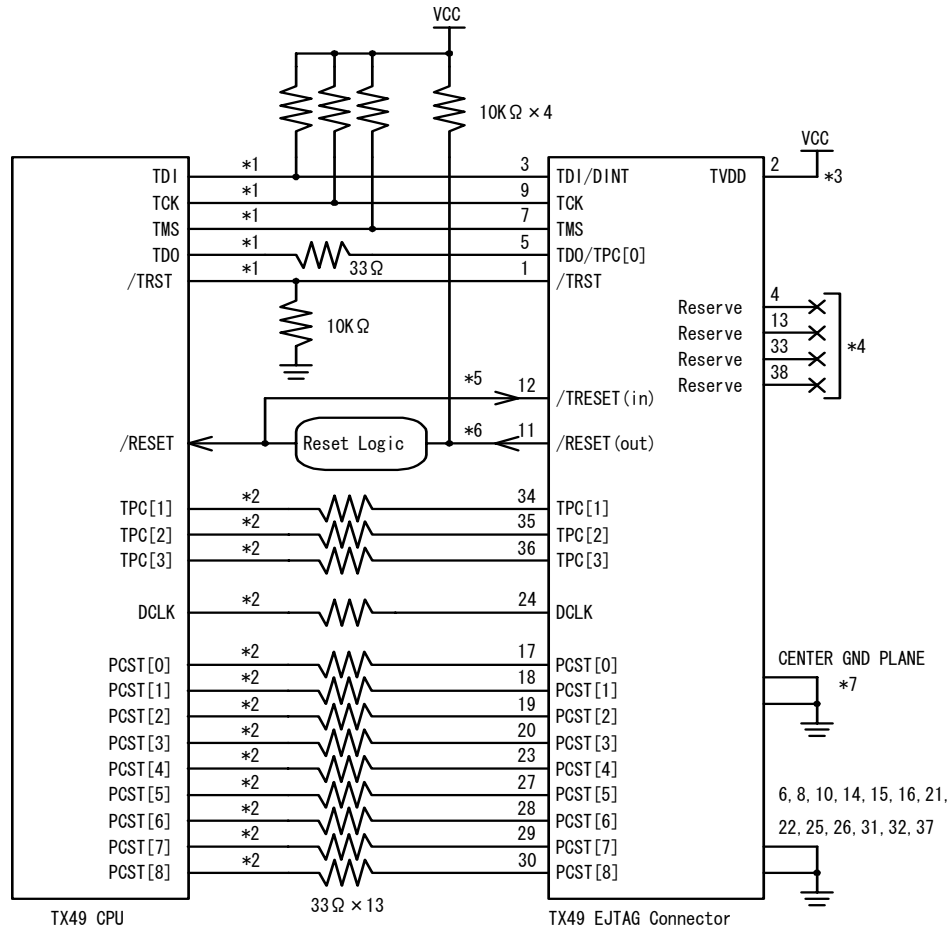 VCC
10KΩ×4
VCC
TDI *1 3 TDI/DINT TVDD 2 *3
TCK *1 9 TCK
TMS *1 7 TMS
TDO *1 33Ω 5 TDO/TPC[0]
/TRST *1 1 /TRST
10KΩ
Reserve 4
Reserve 13
Reserve 33
Reserve 38
*4
*5 12 /TRESET(in)
/RESET Reset Logic *6 11 /RESET(out)
TPC[1] *2 34 TPC[1]
TPC[2] *2 35 TPC[2]
TPC[3] *2 36 TPC[3]
DCLK *2 24 DCLK
PCST[0] *2 17 PCST[0]
PCST[1] *2 18 PCST[1]
PCST[2] *2 19 PCST[2]
PCST[3] *2 20 PCST[3]
PCST[4] *2 23 PCST[4]
PCST[5] *2 27 PCST[5]
PCST[6] *2 28 PCST[6]
PCST[7] *2 29 PCST[7]
PCST[8] *2 30 PCST[8]
33Ω×13
CENTER GND PLANE
*7
6,8,10,14,15,16,21,
22,25,26,31,32,37
TX49 CPU
TX49 EJTAG Connector